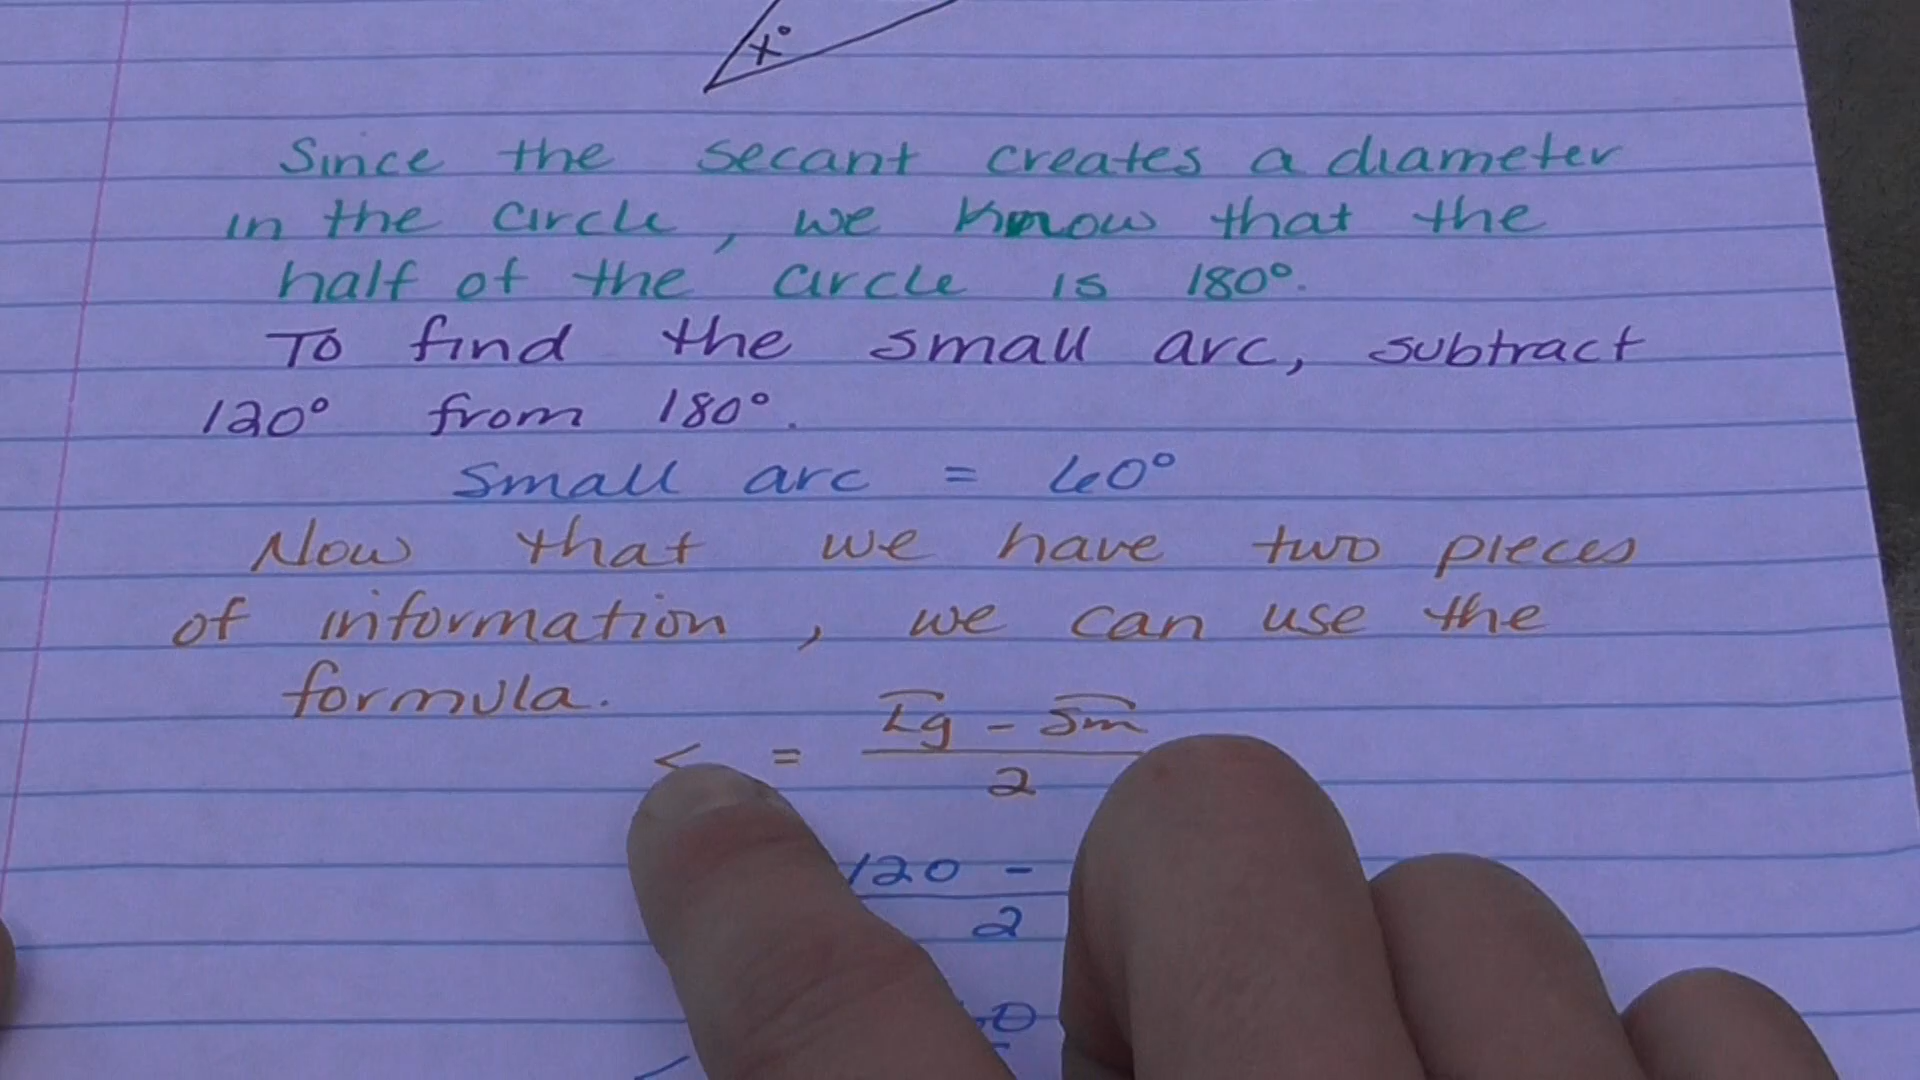 x°
Since the secant creates a diameter
in the circle, we know that the
half of the circle is 180°.
To find the small arc, subtract
120° from 180°.
Small arc = 60°
Now that we have two pieces
of information, we can use the
formula.
< = Lg - Sm
2
120 -
2